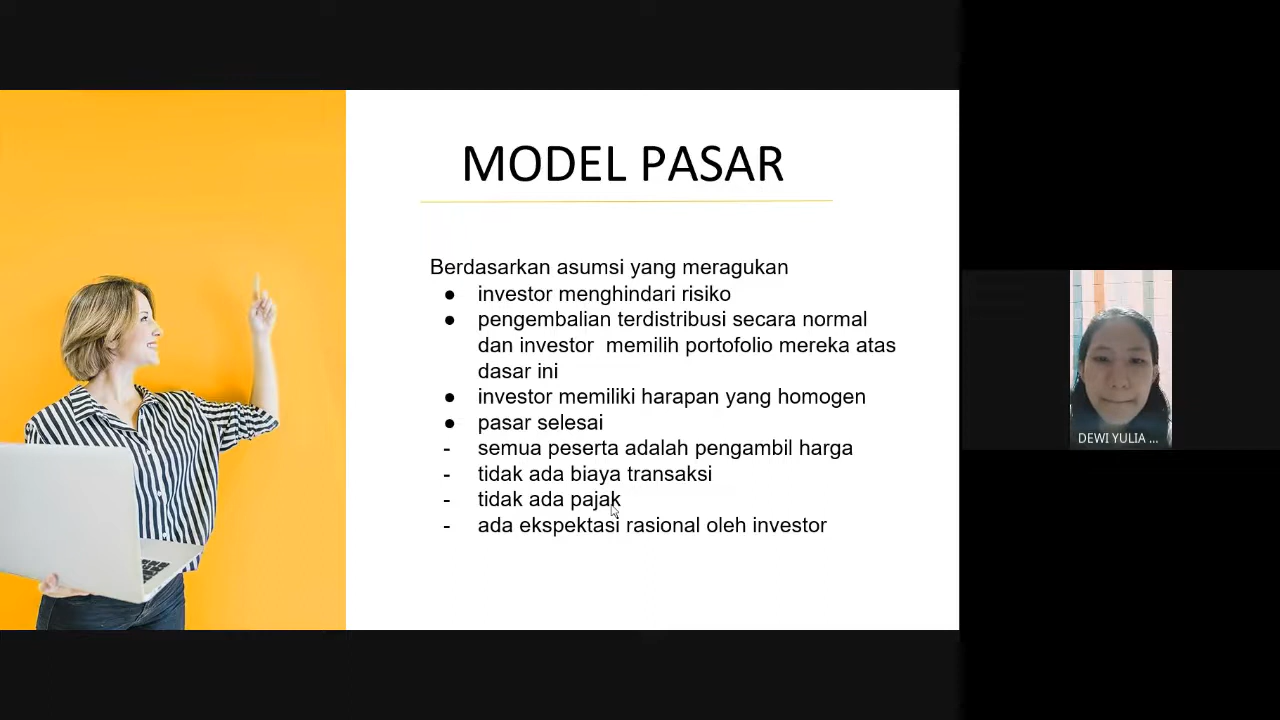 MODEL PASAR
Berdasarkan asumsi yang meragukan
● investor menghindari risiko
● pengembalian terdistribusi secara normal
dan investor  memilih portofolio mereka atas
dasar ini
● investor memiliki harapan yang homogen
● pasar selesai
- semua peserta adalah pengambil harga
- tidak ada biaya transaksi
- tidak ada pajak
- ada ekspektasi rasional oleh investor
DEWI YULIA ...